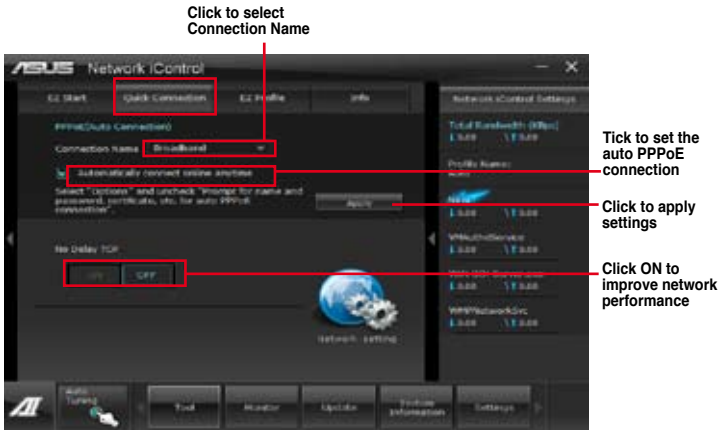 Click to select
Connection Name
ASUS Network iControl
EZ Start
Quick Connection
EZ Profile
Info
Network iControl Settings
PPPoE(Auto Connection)
Connection Name
Broadband
Automatically connect online anytime
Select "Options" and uncheck "Prompt for name and
password, certificate, etc. for auto PPPoE
connection".
Apply
No Delay TCP
ON
OFF
Network setting
Total Bandwidth (KBps)
Profile Name:
WMPNetworkSvc
Tick to set the
auto PPPoE
connection
Click to apply
settings
Click ON to
improve network
performance
Auto
Tuning
Tool
Monitor
Update
System
Information
Settings